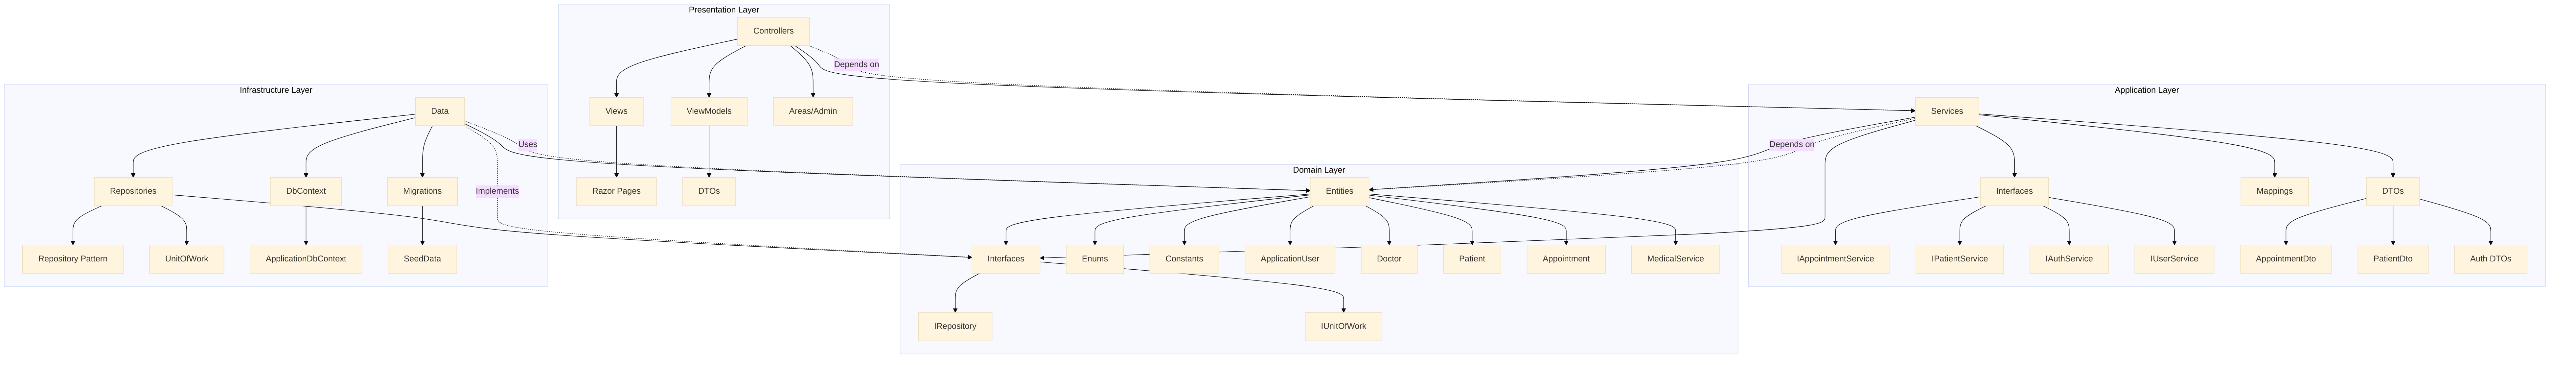 Presentation Layer
Controllers
Depends on
Views
ViewModels
Areas/Admin
Razor Pages
DTOs
Infrastructure Layer
Data
Uses
Implements
Repositories
DbContext
Migrations
Repository Pattern
UnitOfWork
ApplicationDbContext
SeedData
Domain Layer
Entities
Interfaces
Enums
Constants
ApplicationUser
Doctor
Patient
Appointment
MedicalService
IRepository
IUnitOfWork
Application Layer
Services
Depends on
Interfaces
Mappings
DTOs
IAppointmentService
IPatientService
IAuthService
IUserService
AppointmentDto
PatientDto
Auth DTOs